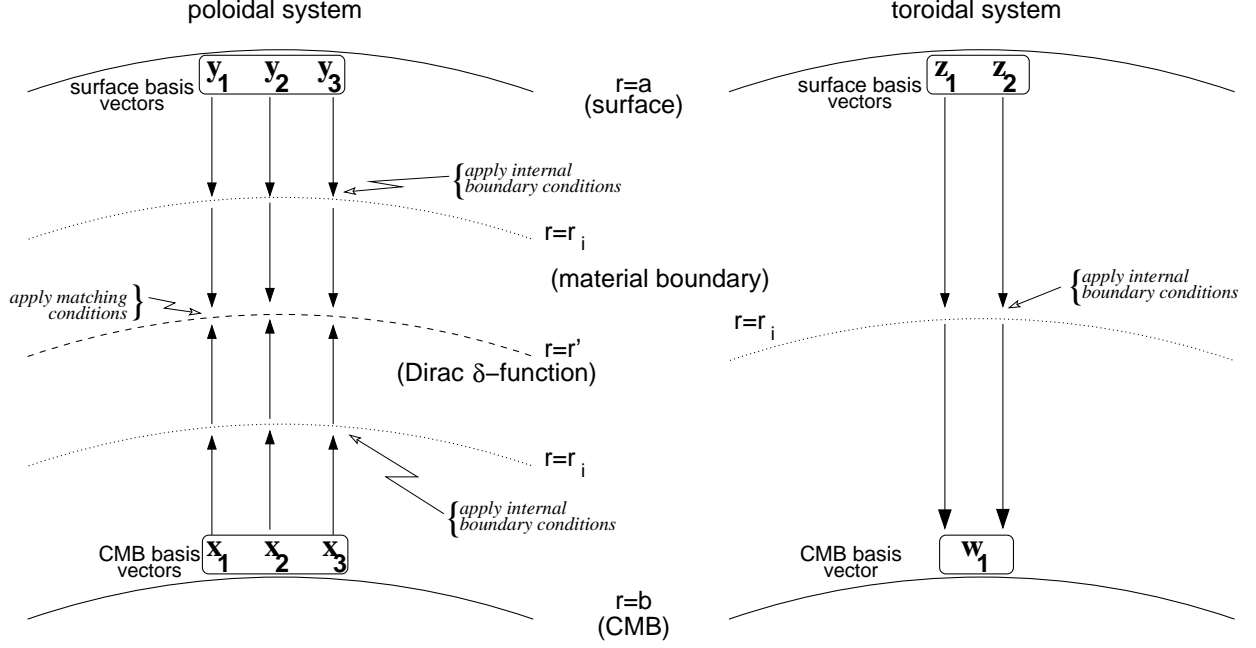 poloidal system
surface basis
vectors
y1 y2 y3
{apply internal
boundary conditions
r=r i
apply matching }
conditions
r=r'
(Dirac δ−function)
r=r i
{apply internal
boundary conditions
CMB basis
vectors
x1 x2 x3
r=a
(surface)
(material boundary)
r=b
(CMB)
toroidal system
surface basis
vectors
z1 z2
{apply internal
boundary conditions
r=r i
CMB basis
vector
w1